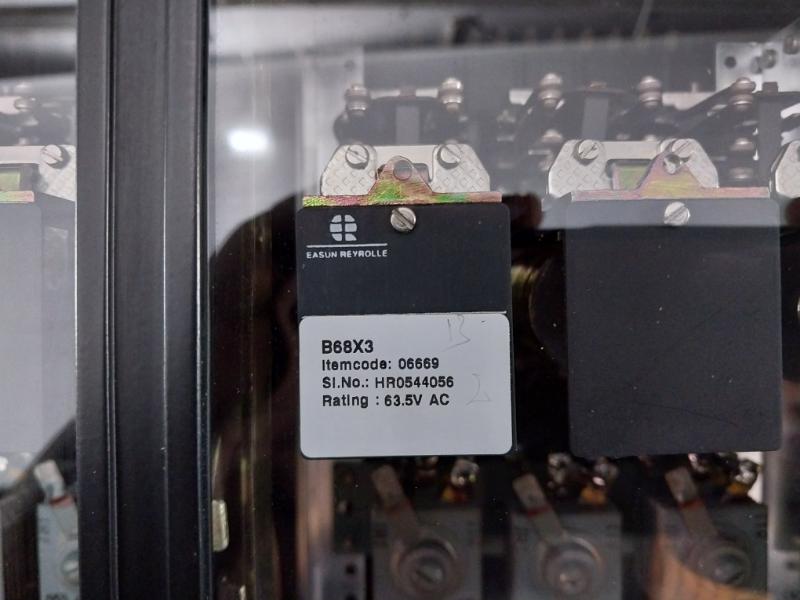 EASUN REYROLLE
B68X3
Itemcode: 06669
Sl.No.: HR0544056
Rating : 63.5V AC